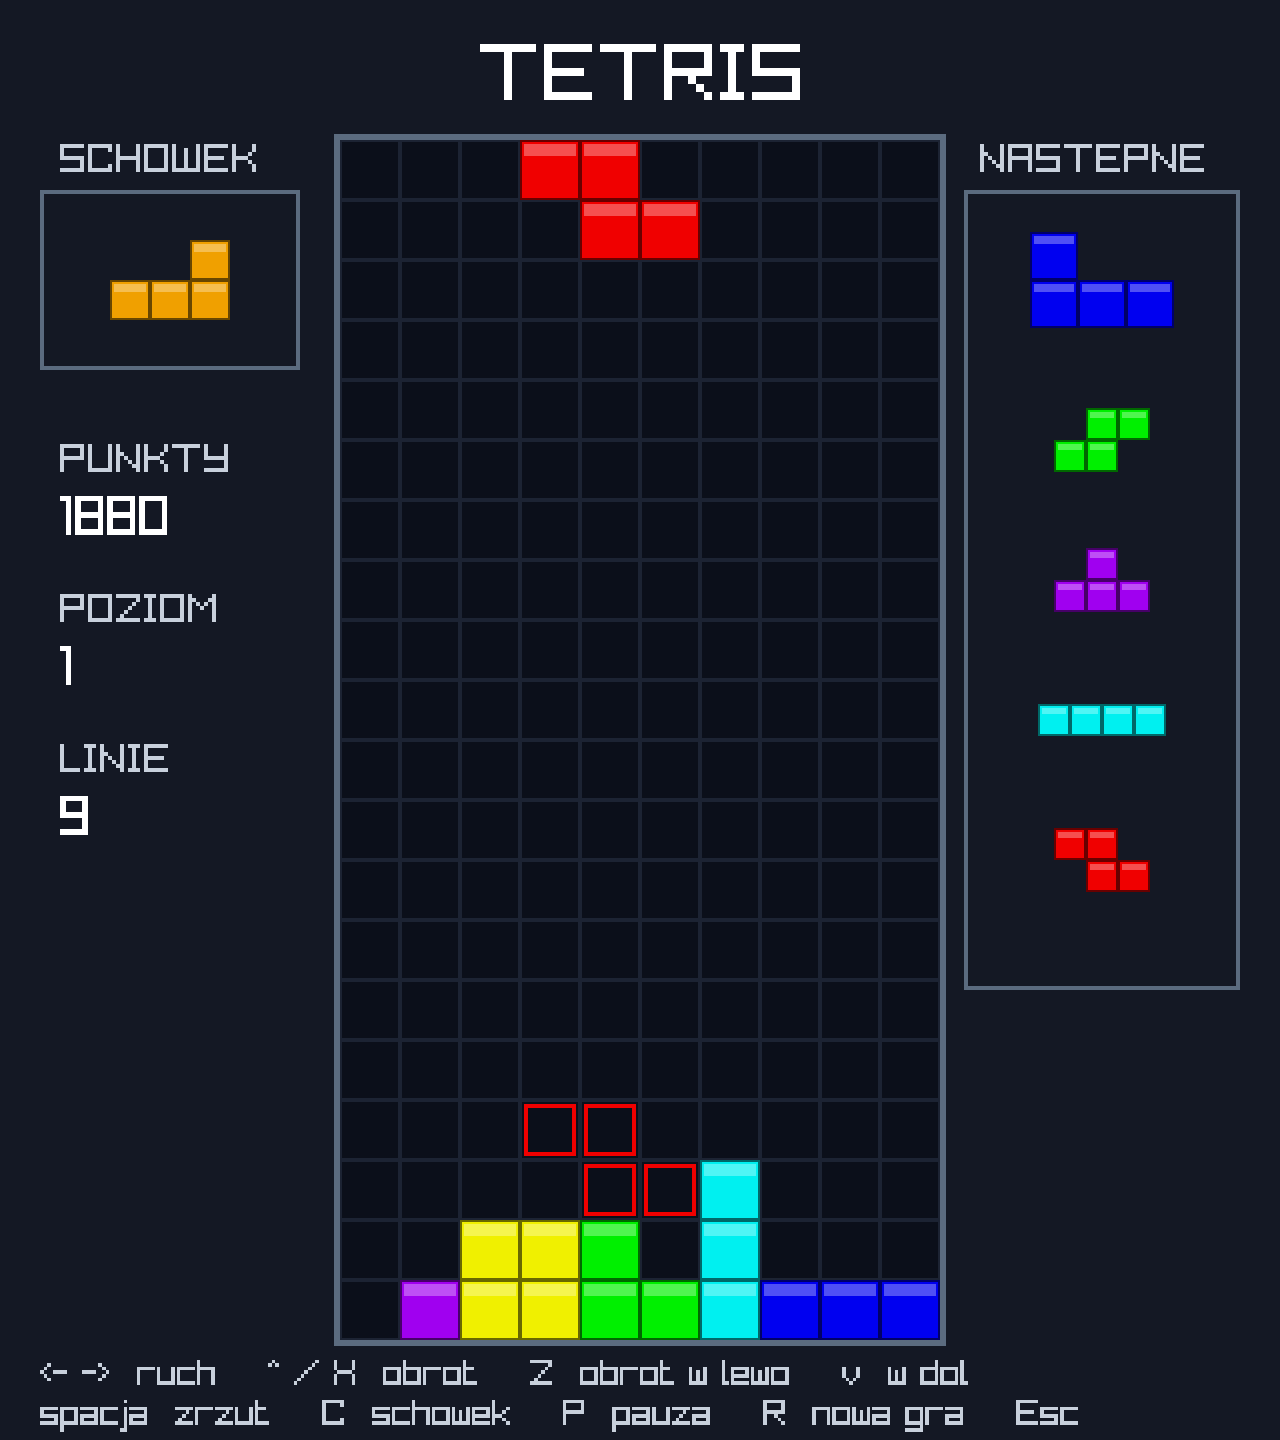 TETRIS
SCHOWEK
NASTEPNE
PUNKTY
1880
POZIOM
1
LINIE
9
<- -> ruch ^ / X obrot Z obrot w lewo v w dol
spacja zrzut C schowek P pauza R nowa gra Esc